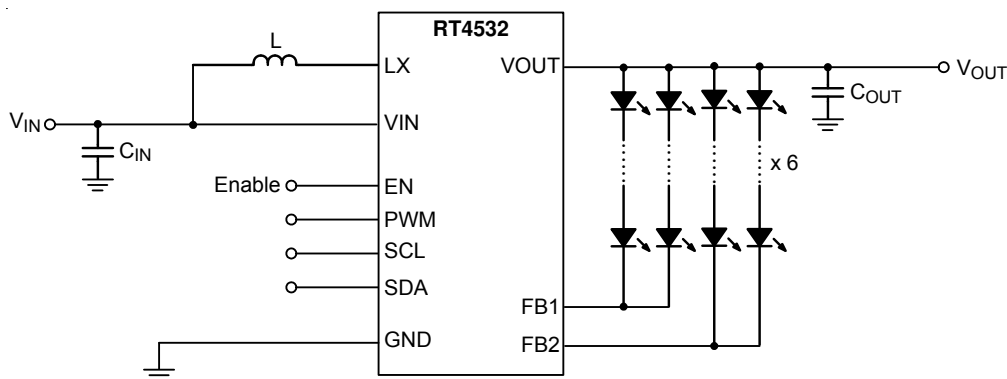 RT4532
L
LX
VOUT
VOUT
COUT
VIN
VIN
CIN
x 6
Enable
EN
PWM
SCL
SDA
FB1
GND
FB2